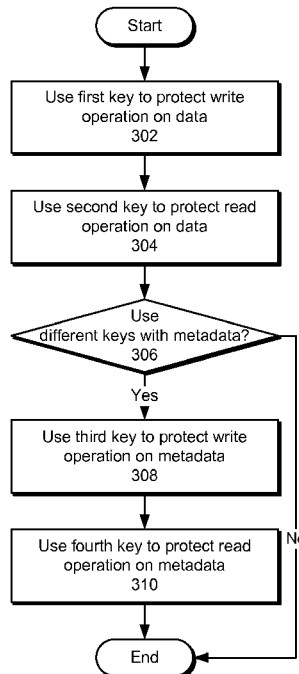 Start
Use first key to protect write
operation on data
302
Use second key to protect read
operation on data
304
Use
different keys with metadata?
306
Yes
Use third key to protect write
operation on metadata
308
Use fourth key to protect read
operation on metadata
310
End